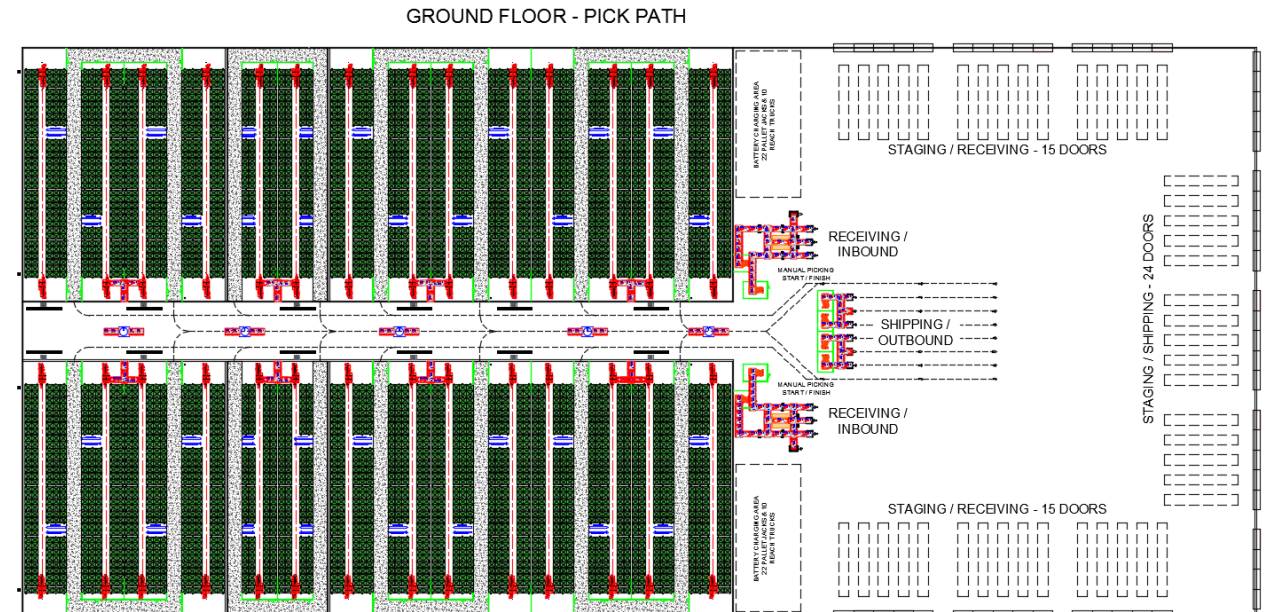 GROUND FLOOR - PICK PATH
BATTERY CHARGING AREA
22 PALLET JACKS & 10
REACH TRUCKS
STAGING / RECEIVING - 15 DOORS
RECEIVING /
INBOUND
MANUAL PICKING
START / FINISH
SHIPPING /
OUTBOUND
STAGING / SHIPPING - 24 DOORS
MANUAL PICKING
START / FINISH
RECEIVING /
INBOUND
BATTERY CHARGING AREA
22 PALLET JACKS & 10
REACH TRUCKS
STAGING / RECEIVING - 15 DOORS